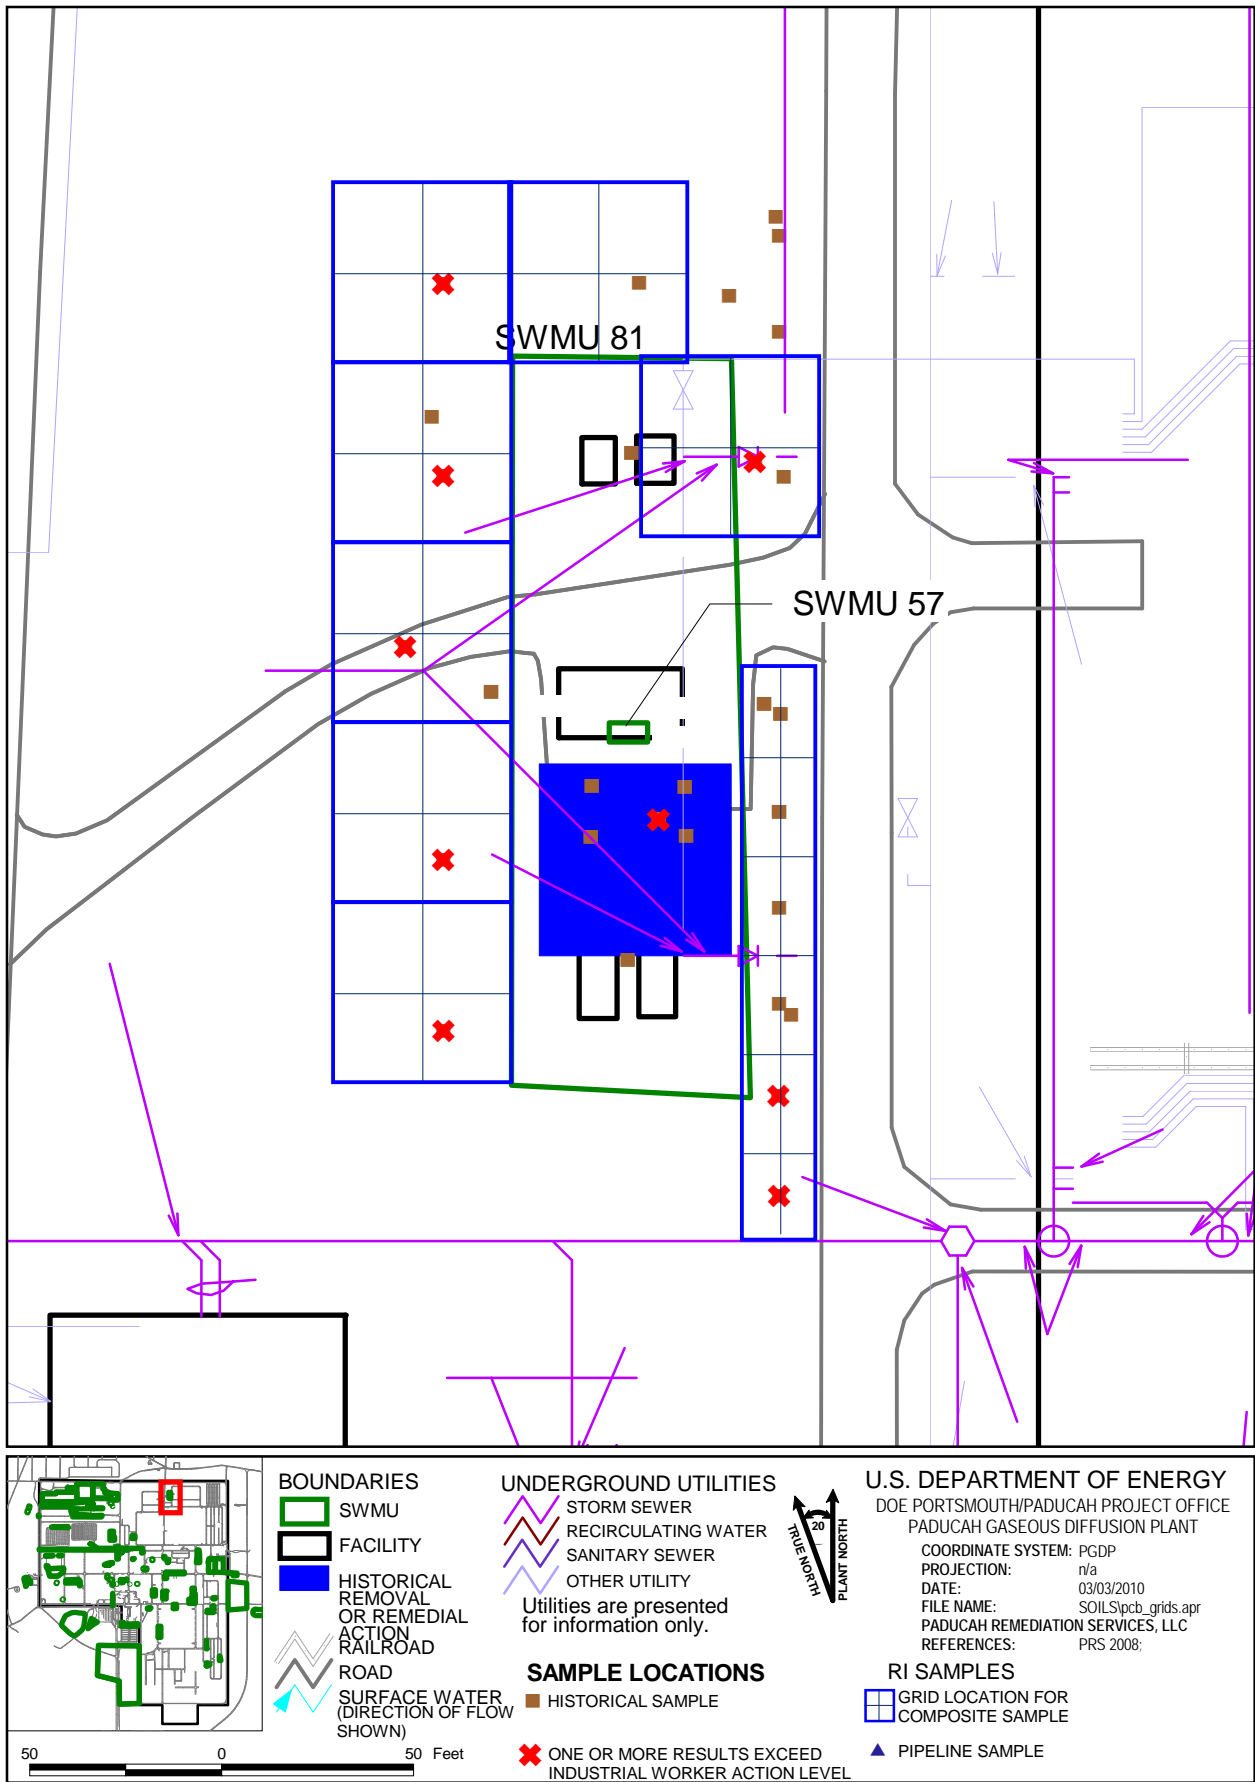 SWMU 81
SWMU 57
BOUNDARIES
SWMU
FACILITY
HISTORICAL
REMOVAL
OR REMEDIAL
ACTION
RAILROAD
ROAD
SURFACE WATER
(DIRECTION OF FLOW
SHOWN)
50 0 50 Feet
UNDERGROUND UTILITIES
STORM SEWER
RECIRCULATING WATER
SANITARY SEWER
OTHER UTILITY
Utilities are presented
for information only.
SAMPLE LOCATIONS
HISTORICAL SAMPLE
ONE OR MORE RESULTS EXCEED
INDUSTRIAL WORKER ACTION LEVEL
20
TRUE NORTH
PLANT NORTH
U.S. DEPARTMENT OF ENERGY
DOE PORTSMOUTH/PADUCAH PROJECT OFFICE
PADUCAH GASEOUS DIFFUSION PLANT
COORDINATE SYSTEM: PGDP
PROJECTION: n/a
DATE: 03/03/2010
FILE NAME: SOILS\pcb_grids.apr
PADUCAH REMEDIATION SERVICES, LLC
REFERENCES: PRS 2008;
RI SAMPLES
GRID LOCATION FOR
COMPOSITE SAMPLE
PIPELINE SAMPLE